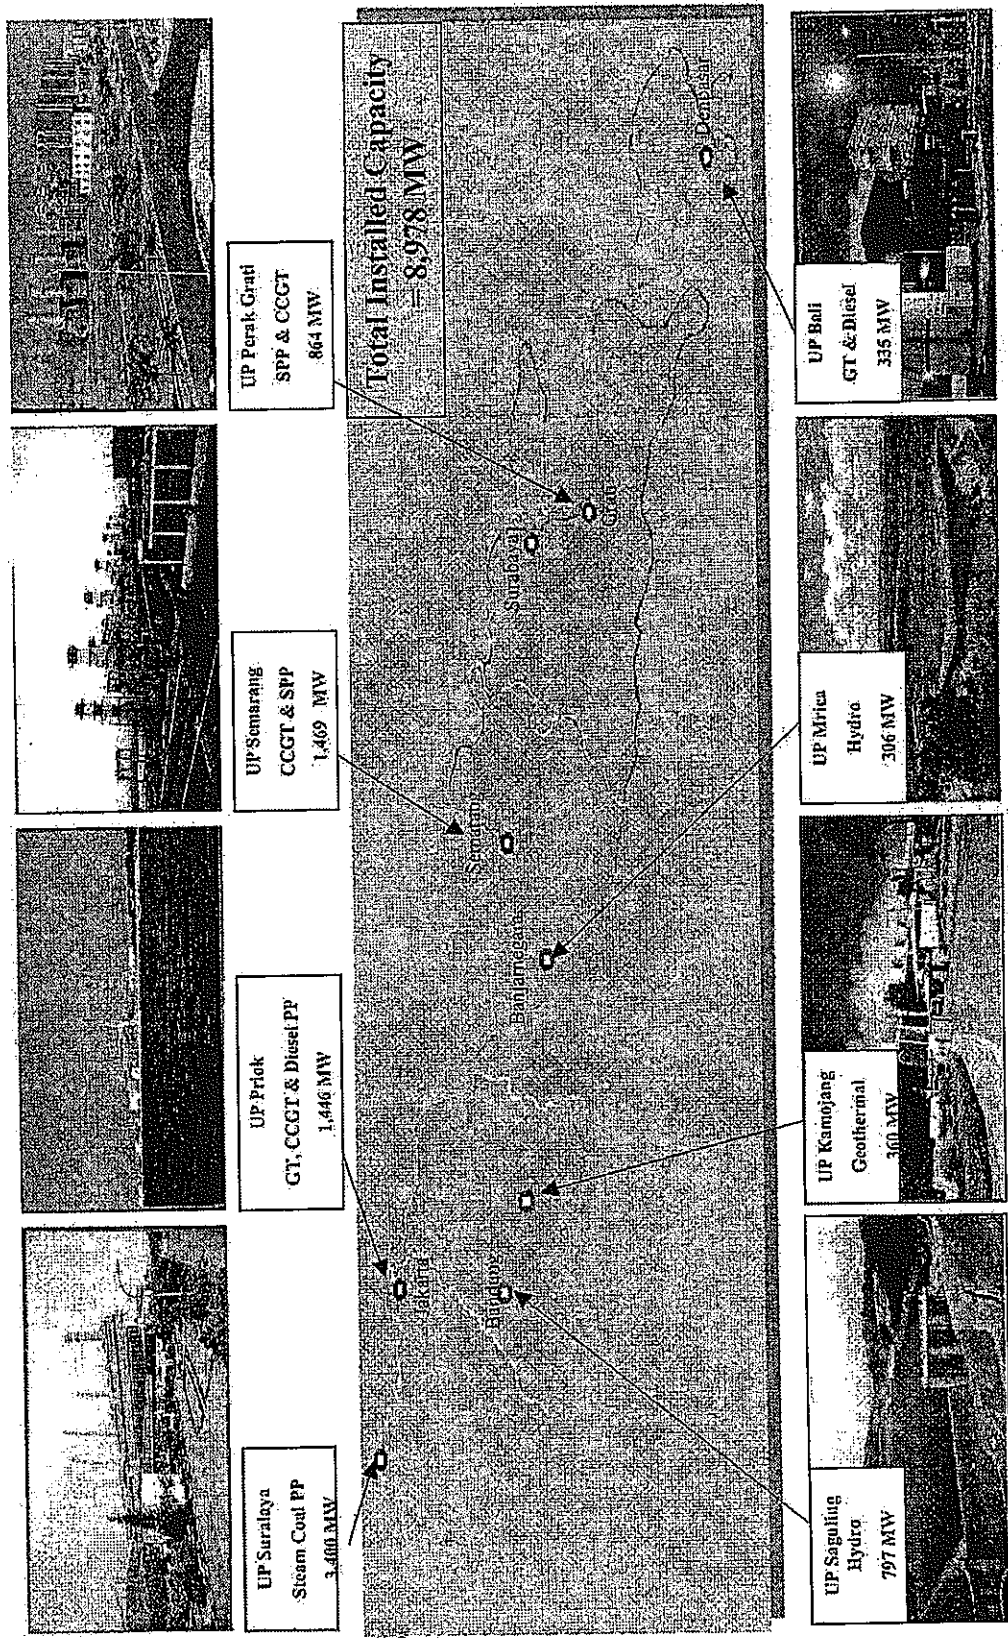 UP Suralaya
Steam Coal PP
3,400 MW
UP Priok
GT, CCGT & Diesel PP
1,446 MW
UP Semarang
CCGT & SPP
1,469 MW
UP Perak Grati
SPP & CCGT
864 MW
Total Installed Capacity
= 8,978 MW
Jakarta
Bandung
Banjarnegara
Semarang
Surabaya
Grati
Denpasar
UP Saguling
Hydro
797 MW
UP Kamojang
Geothermal
360 MW
UP Mrica
Hydro
306 MW
UP Bali
GT & Diesel
335 MW